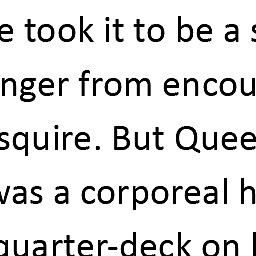 e took it to be a s
nger from encou
squire. But Quee
was a corporeal h
quarter-deck on